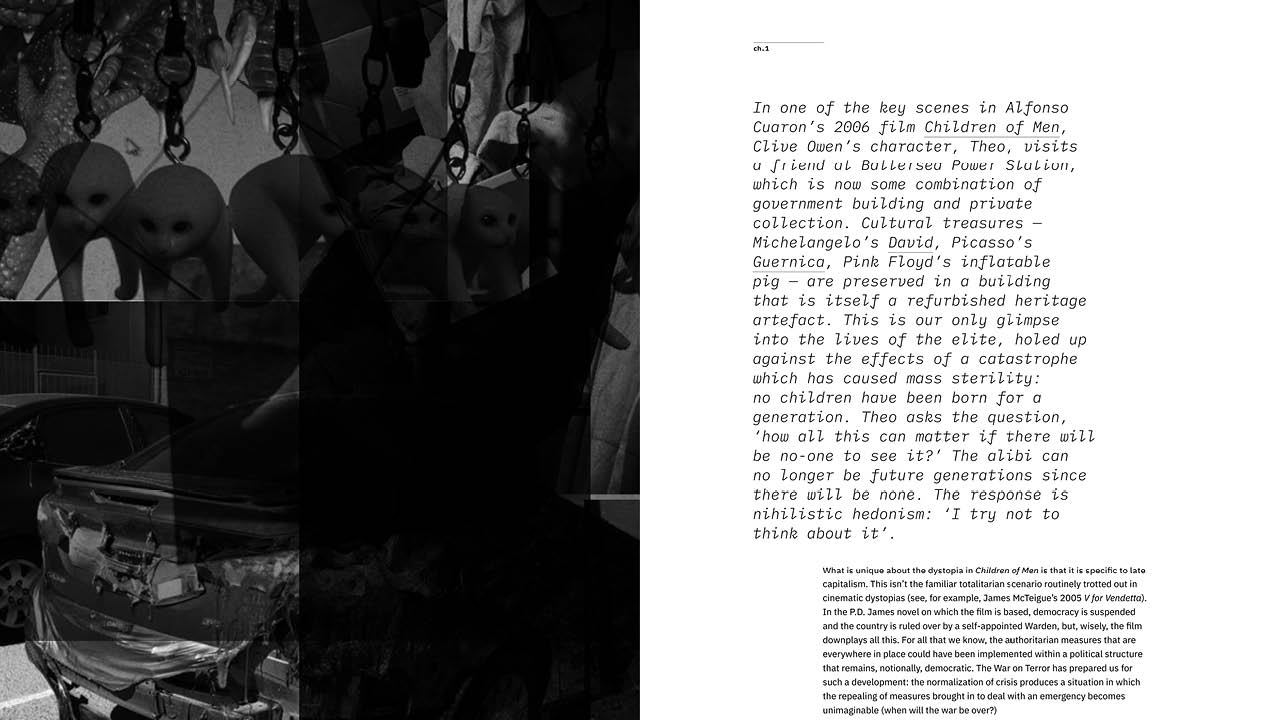 ch.1
In one of the key scenes in Alfonso
Cuaron's 2006 film Children of Men,
Clive Owen's character, Theo, visits
a friend at Battersea Power Station,
which is now some combination of
government building and private
collection. Cultural treasures —
Michelangelo's David, Picasso's
Guernica, Pink Floyd's inflatable
pig — are preserved in a building
that is itself a refurbished heritage
artefact. This is our only glimpse
into the lives of the elite, holed up
against the effects of a catastrophe
which has caused mass sterility:
no children have been born for a
generation. Theo asks the question,
‘how all this can matter if there will
be no-one to see it?’ The alibi can
no longer be future generations since
there will be none. The response is
nihilistic hedonism: ‘I try not to
think about it’.
What is unique about the dystopia in Children of Men is that it is specific to late
capitalism. This isn't the familiar totalitarian scenario routinely trotted out in
cinematic dystopias (see, for example, James McTeigue's 2005 V for Vendetta).
In the P.D. James novel on which the film is based, democracy is suspended
and the country is ruled over by a self-appointed Warden, but, wisely, the film
downplays all this. For all that we know, the authoritarian measures that are
everywhere in place could have been implemented within a political structure
that remains, notionally, democratic. The War on Terror has prepared us for
such a development: the normalization of crisis produces a situation in which
the repealing of measures brought in to deal with an emergency becomes
unimaginable (when will the war be over?)